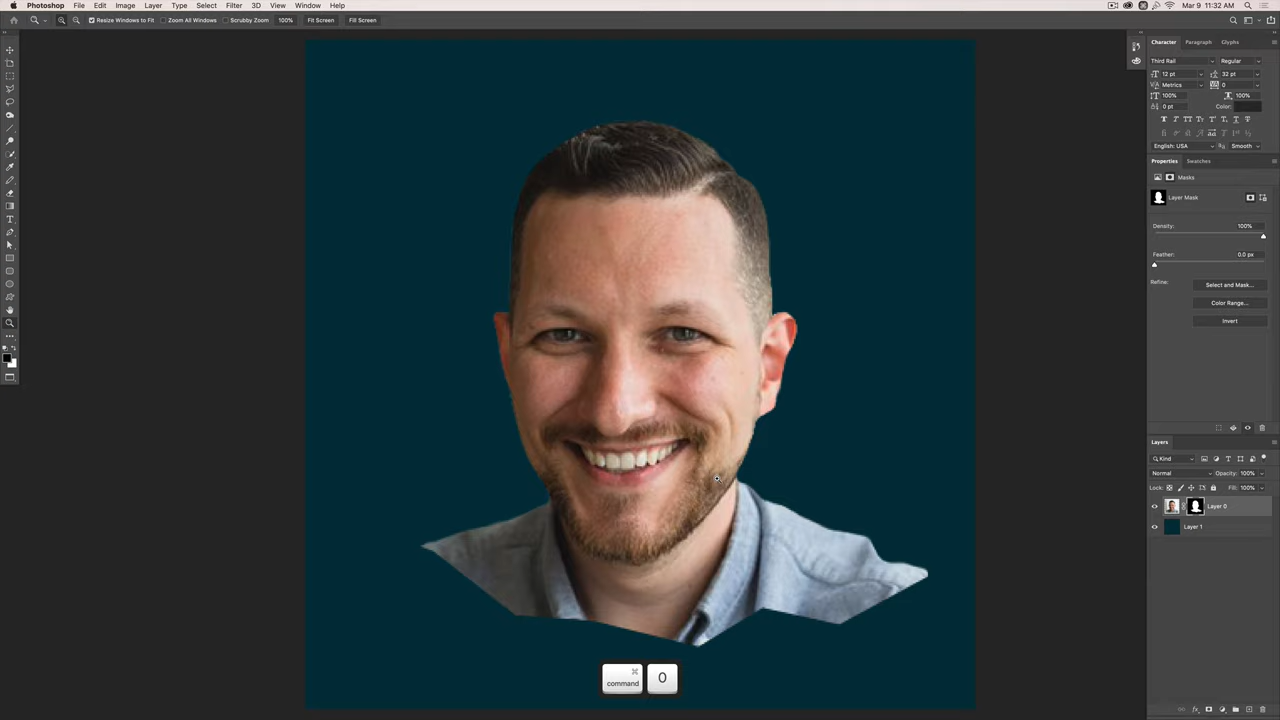 Photoshop File Edit Image Layer Type Select Filter 3D View Plugins Window Help Mar 9 11:32 AM
Resize Windows to Fit Zoom All Windows Scrubby Zoom 100% Fit Screen Fill Screen
Character Paragraph Glyphs
Third Rail Regular
12 pt 32 pt
Metrics 0
100% 100%
0 pt Color:
English: USA Smooth
Properties Swatches
Masks
Layer Mask
Density: 100%
Feather: 0.0 px
Refine: Select and Mask...
Color Range...
Invert
Layers
Kind
Normal Opacity: 100%
Lock: Fill: 100%
Layer 0
Layer 1
⌘
command 0